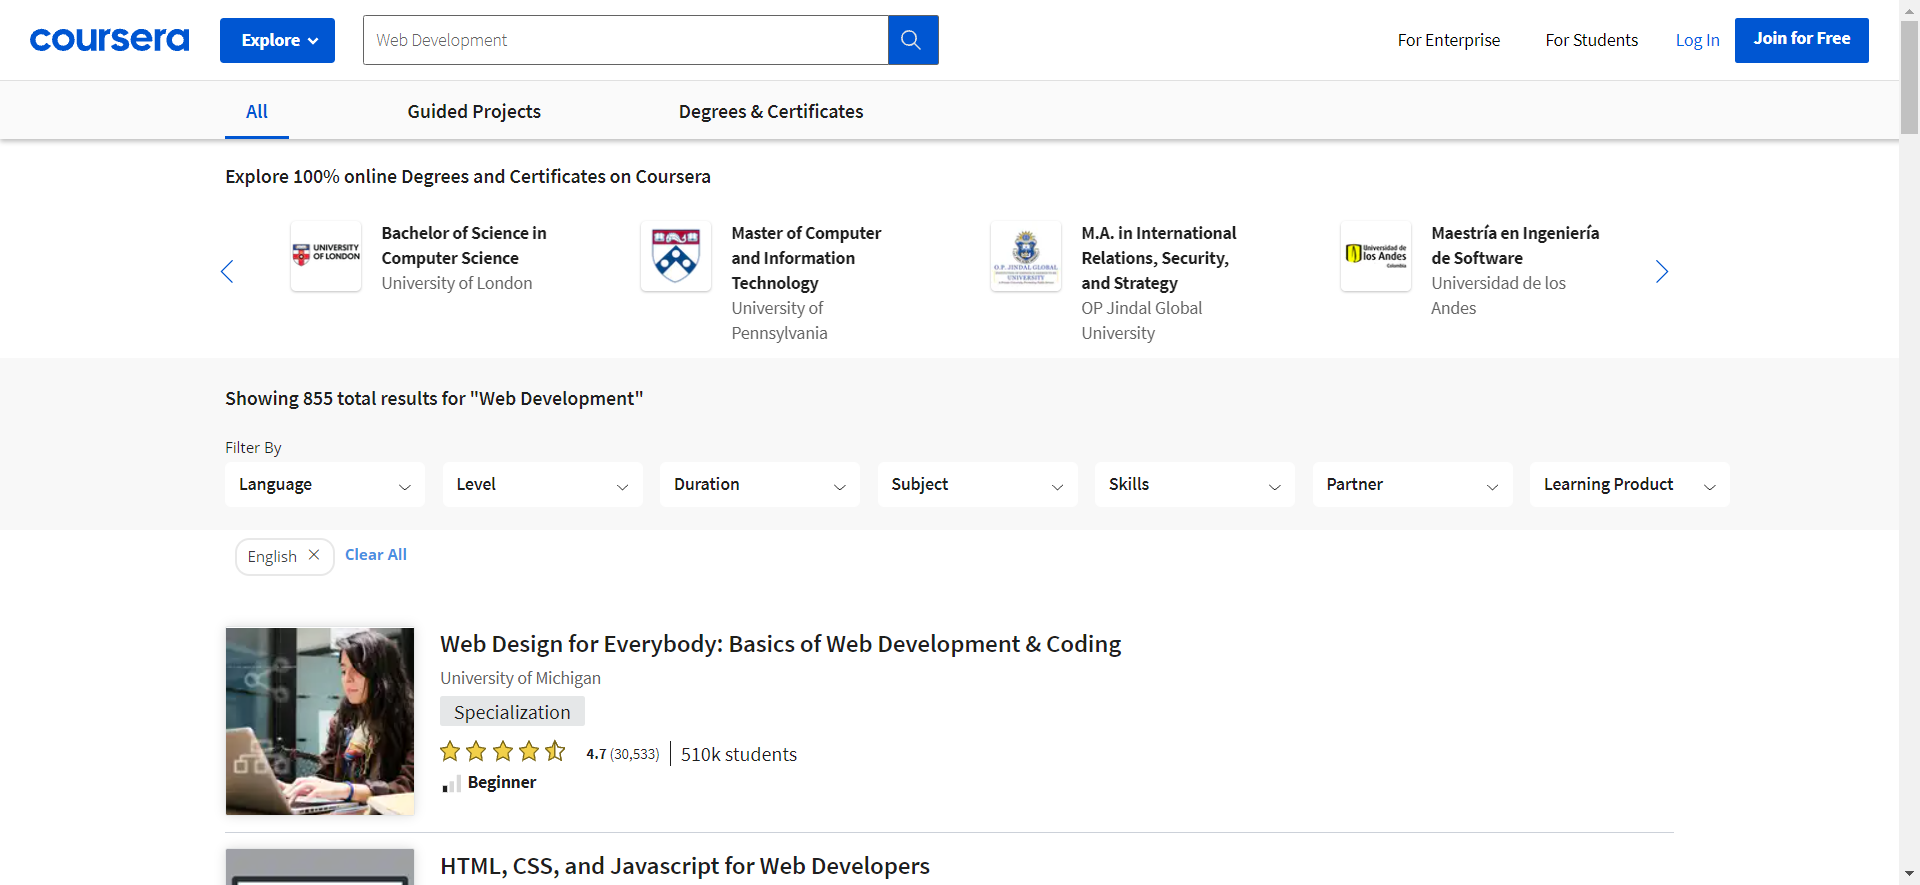 coursera
Explore
Web Development
For Enterprise
For Students
Log In
Join for Free
All
Guided Projects
Degrees & Certificates
Explore 100% online Degrees and Certificates on Coursera
UNIVERSITY
OF LONDON
Bachelor of Science in
Computer Science
University of London
Master of Computer
and Information
Technology
University of
Pennsylvania
O.P. JINDAL GLOBAL
UNIVERSITY
M.A. in International
Relations, Security,
and Strategy
OP Jindal Global
University
Universidad de
los Andes
Colombia
Maestría en Ingeniería
de Software
Universidad de los
Andes
Showing 855 total results for "Web Development"
Filter By
Language
Level
Duration
Subject
Skills
Partner
Learning Product
English
Clear All
Web Design for Everybody: Basics of Web Development & Coding
University of Michigan
Specialization
4.7 (30,533)
510k students
Beginner
HTML, CSS, and Javascript for Web Developers